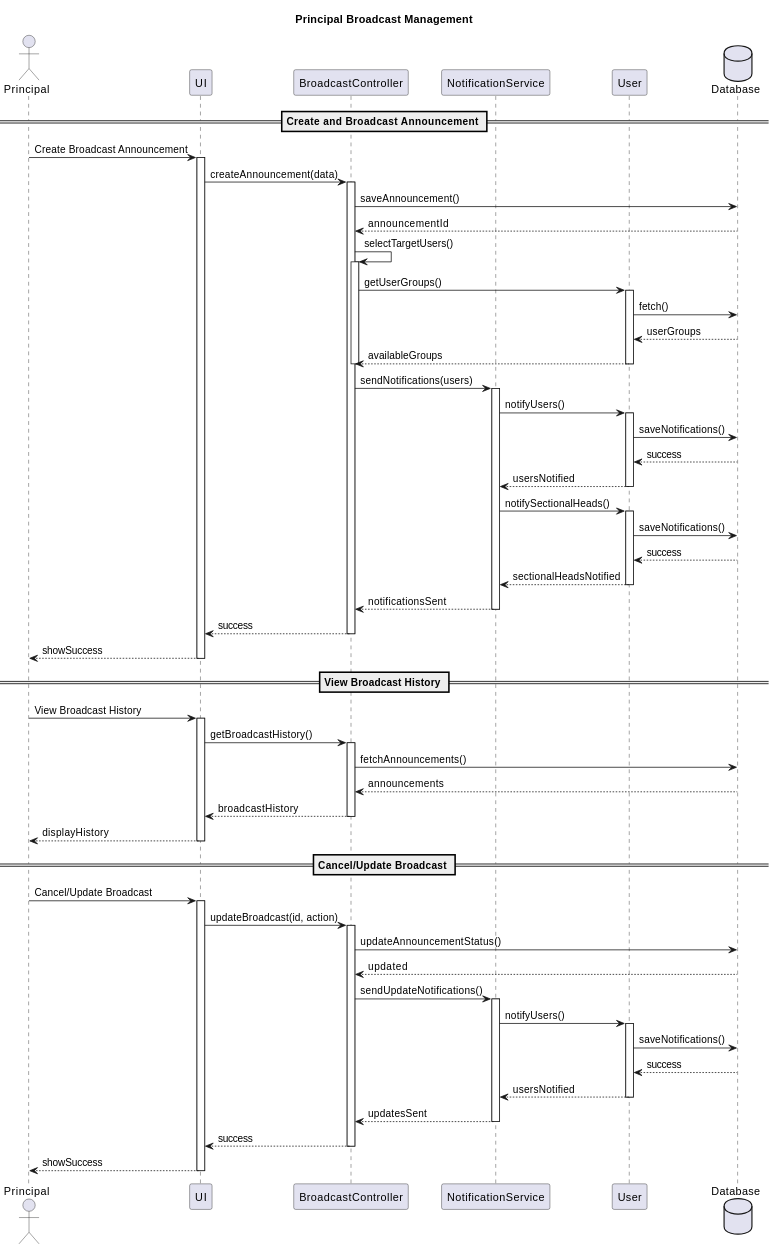 Principal Broadcast Management
Principal
UI
BroadcastController
NotificationService
User
Database
Create and Broadcast Announcement
Create Broadcast Announcement
createAnnouncement(data)
saveAnnouncement()
announcementId
selectTargetUsers()
getUserGroups()
fetch()
userGroups
availableGroups
sendNotifications(users)
notifyUsers()
saveNotifications()
success
usersNotified
notifySectionalHeads()
saveNotifications()
success
sectionalHeadsNotified
notificationsSent
success
showSuccess
View Broadcast History
View Broadcast History
getBroadcastHistory()
fetchAnnouncements()
announcements
broadcastHistory
displayHistory
Cancel/Update Broadcast
Cancel/Update Broadcast
updateBroadcast(id, action)
updateAnnouncementStatus()
updated
sendUpdateNotifications()
notifyUsers()
saveNotifications()
success
usersNotified
updatesSent
success
showSuccess
Principal
UI
BroadcastController
NotificationService
User
Database